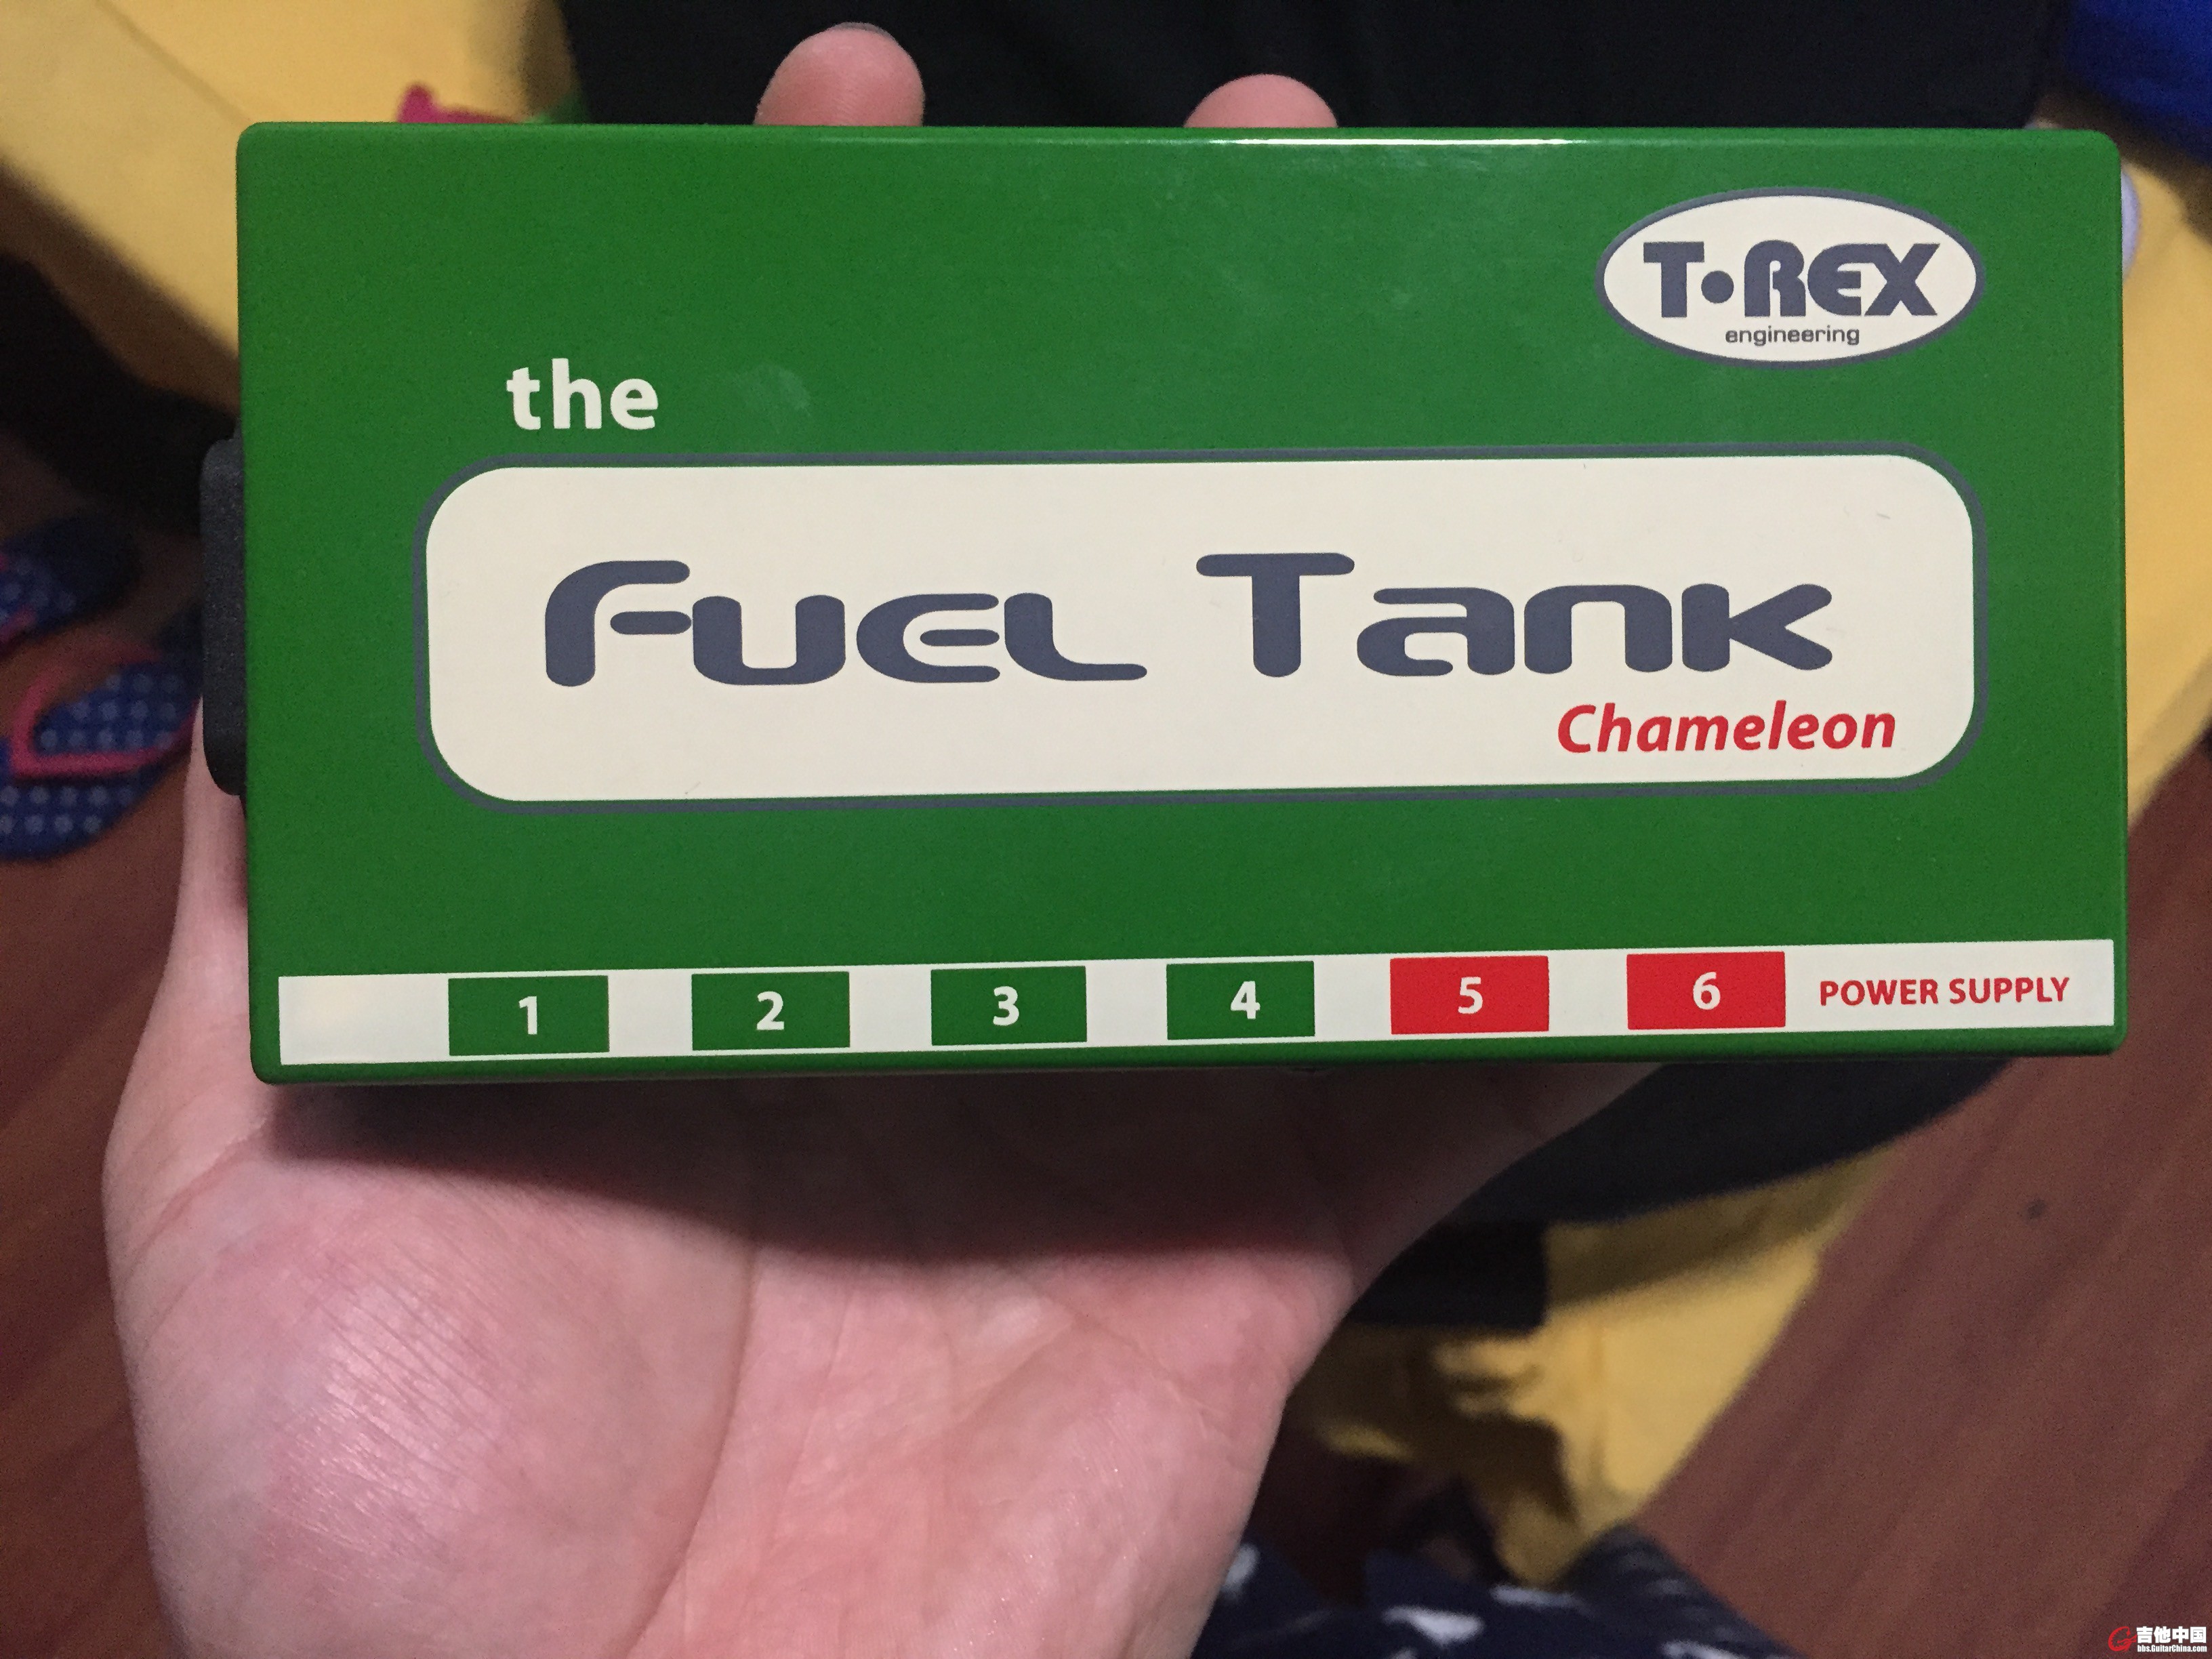 T•REX
engineering
the
Fuel Tank
Chameleon
1 2 3 4 5 6 POWER SUPPLY
吉他中国
bbs.GuitarChina.com